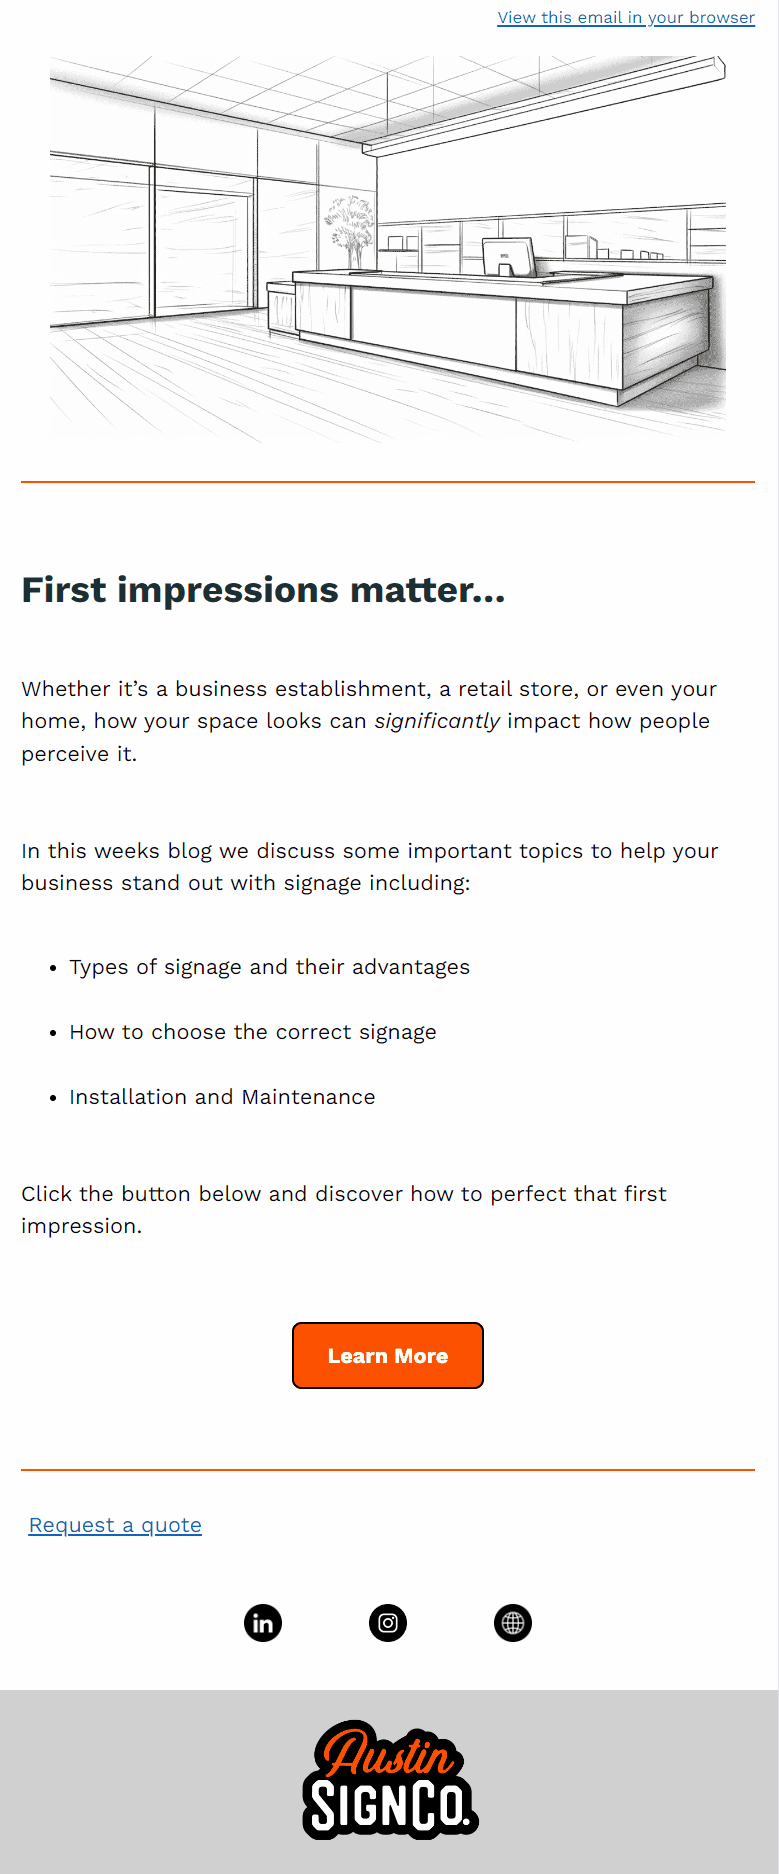 View this email in your browser
First impressions matter...
Whether it’s a business establishment, a retail store, or even your
home, how your space looks can significantly impact how people
perceive it.
In this weeks blog we discuss some important topics to help your
business stand out with signage including:
• Types of signage and their advantages
• How to choose the correct signage
• Installation and Maintenance
Click the button below and discover how to perfect that first
impression.
Learn More
Request a quote
in
Austin
SIGNCO.